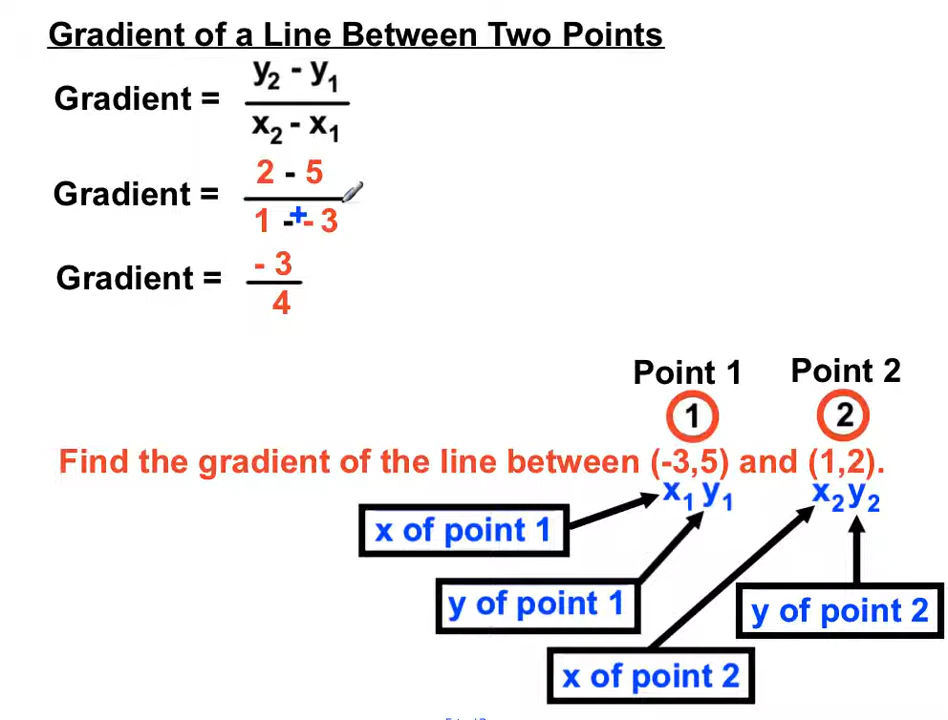 Gradient of a Line Between Two Points
Gradient = y₂ - y₁
x₂ - x₁
Gradient = 2 - 5
1 - + - 3
Gradient = - 3
4
Point 1 Point 2
1 2
Find the gradient of the line between (-3,5) and (1,2).
x₁ y₁ x₂ y₂
x of point 1
y of point 1
y of point 2
x of point 2